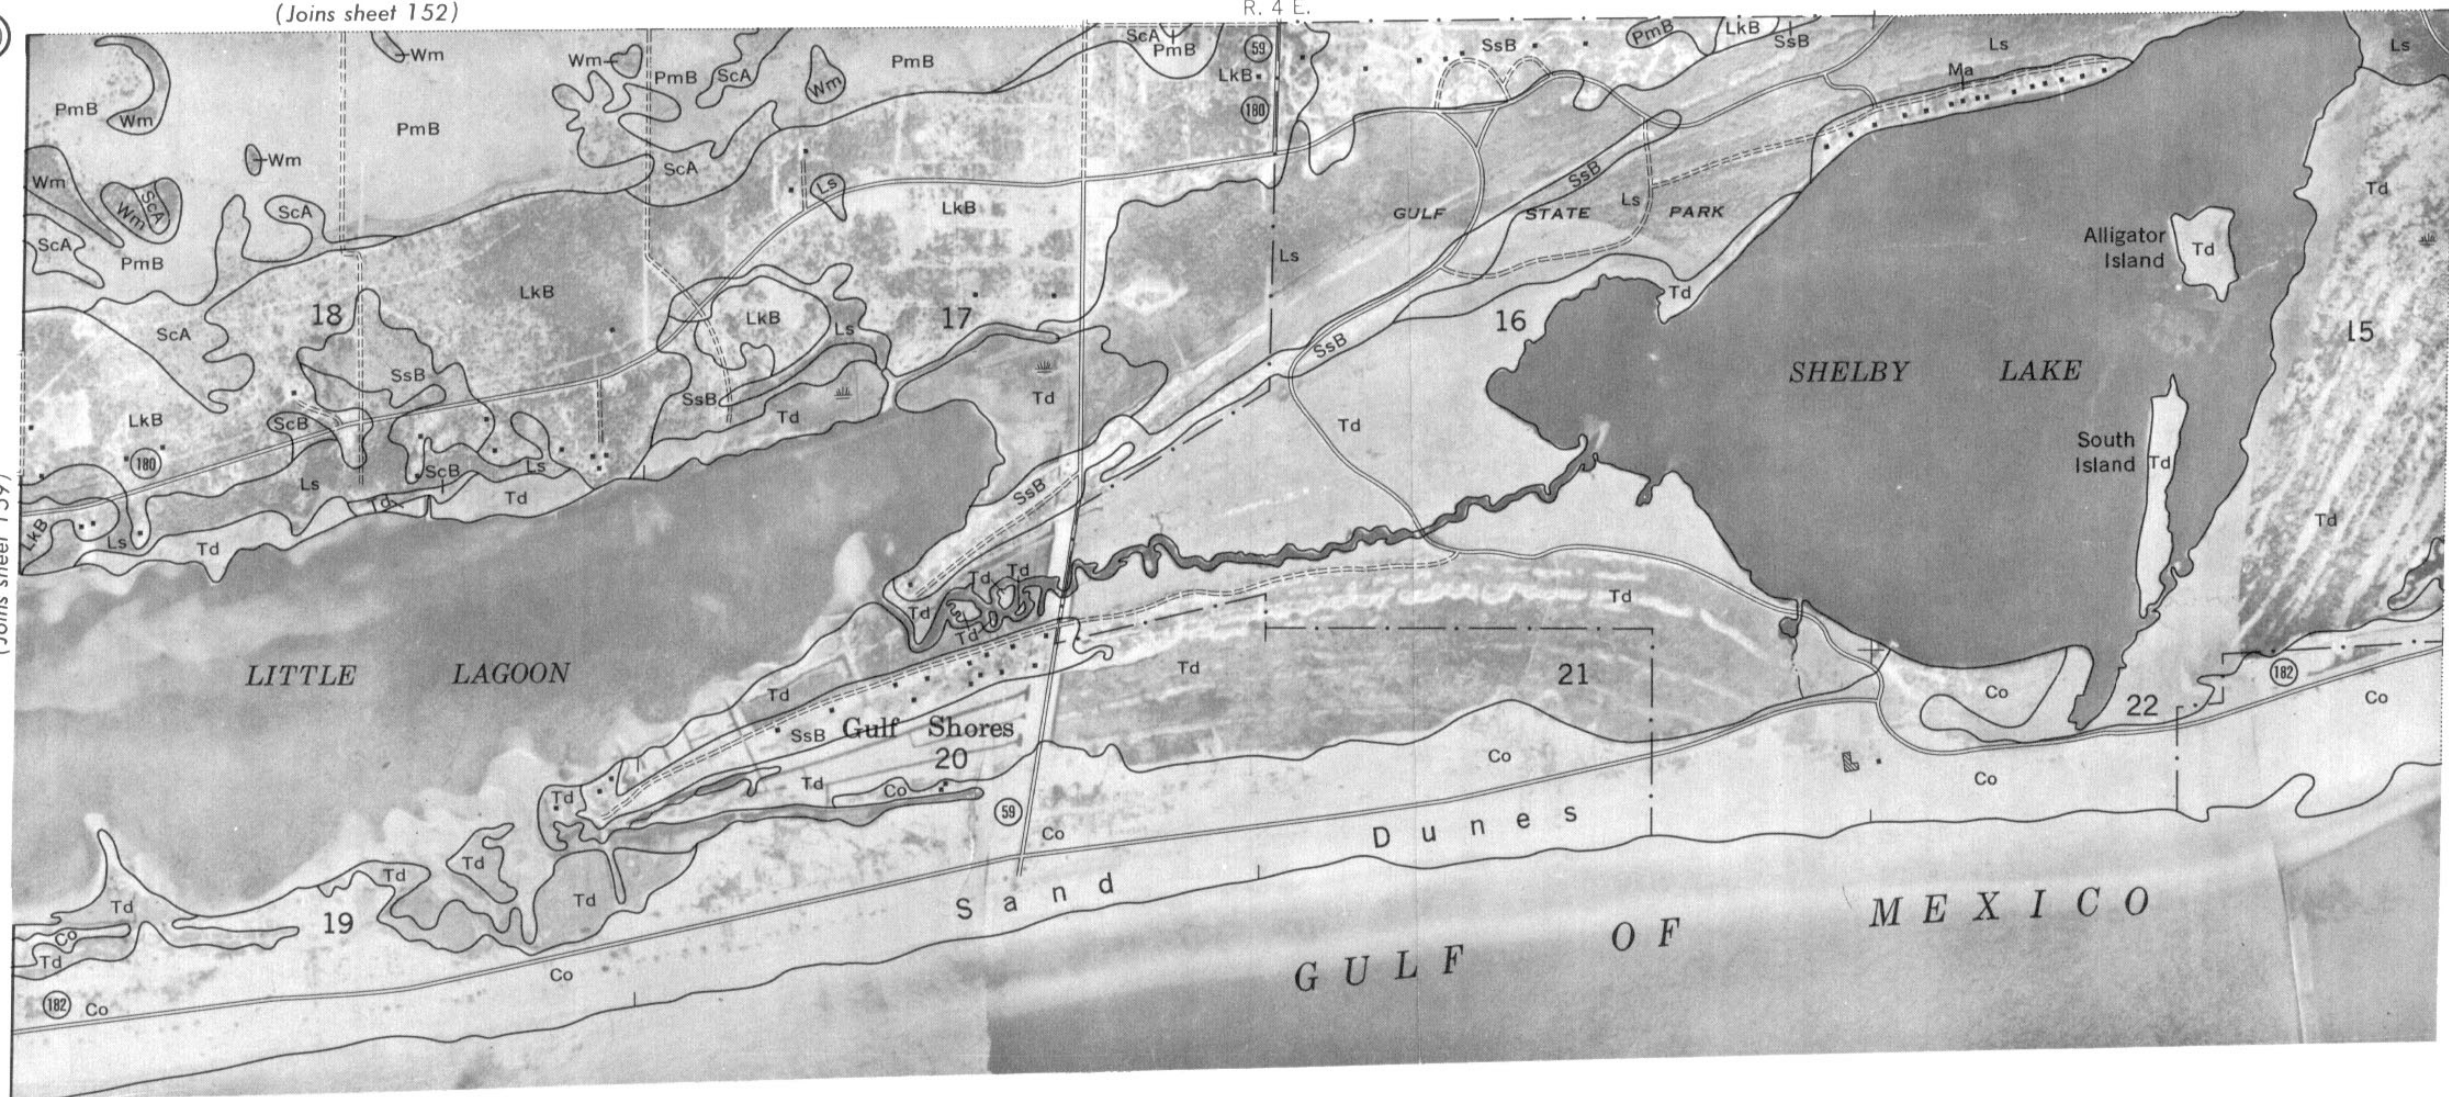 (Joins sheet 152)
R. 4 E.
ScA
PmB
59
LkB
180
SsB
PmB
LkB
SsB
Ls
Ls
Wm
Wm
PmB
ScA
Wm
PmB
Ma
PmB
Wm
PmB
Wm
ScA
Wm
ScA
Wm
ScA
Ls
LkB
SsB
Ls
GULF STATE PARK
Td
ScA
PmB
Ls
Alligator
Island
Td
LkB
Td
18
ScA
LkB
Ls
17
16
15
SsB
SHELBY LAKE
SsB
SsB
Td
Td
Td
LkB
ScB
180
ScB
Ls
Ls
Td
Td
SsB
South
Island
Td
Td
LkB
Ls
Td
(Joins sheet 159)
Td
Td
Td
Td
Td
LITTLE LAGOON
Td
Td
21
Co
182
Co
22
SsB
Gulf Shores
20
Co
Td
Td
Co
59
Co
Co
Sand Dunes
Td
Td
Td
Td
19
Co
Td
Co
182
Co
GULF OF MEXICO